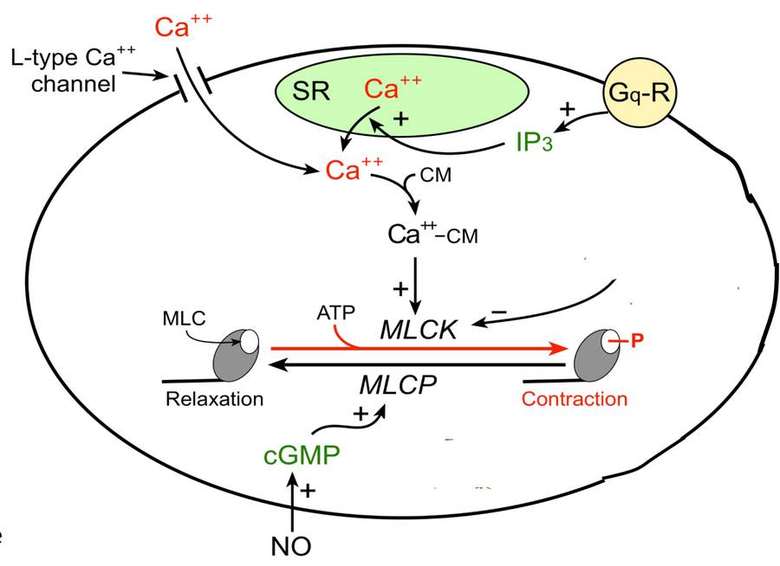 Ca++
L-type Ca++
channel
SR
Ca++
+
Gq-R
+
IP3
Ca++
CM
Ca++–CM
+
–
ATP
MLCK
MLC
P
MLCP
Relaxation
Contraction
+
cGMP
+
NO